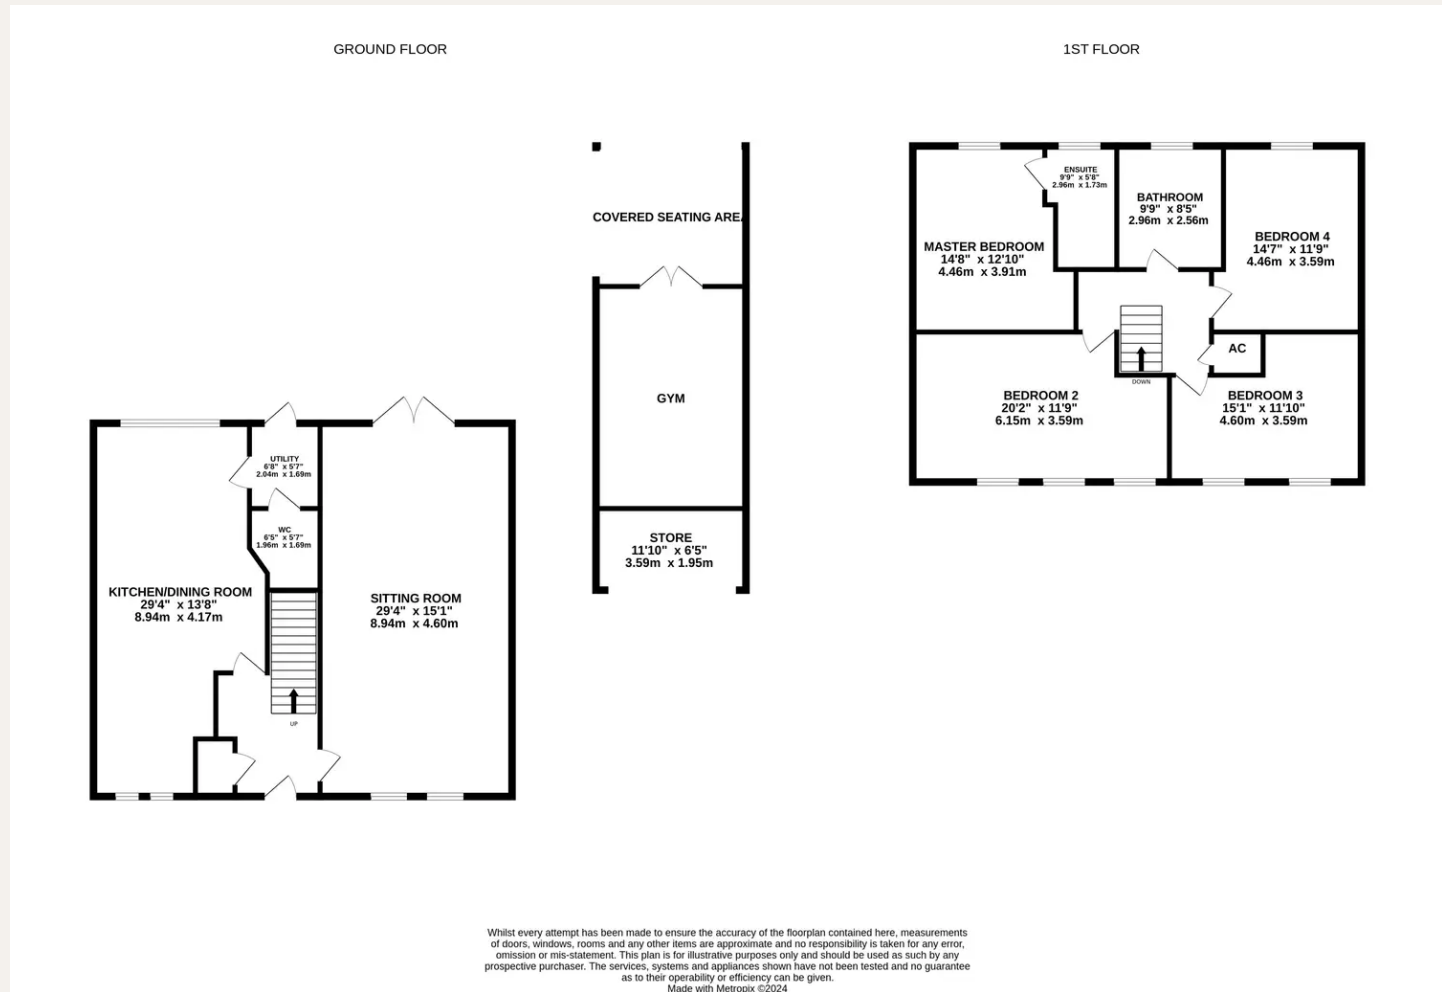 GROUND FLOOR
1ST FLOOR
COVERED SEATING AREA
GYM
STORE
11'10" x 6'5"
3.59m x 1.95m
UTILITY
6'8" x 5'7"
2.04m x 1.69m
WC
6'5" x 5'7"
1.96m x 1.69m
KITCHEN/DINING ROOM
29'4" x 13'8"
8.94m x 4.17m
SITTING ROOM
29'4" x 15'1"
8.94m x 4.60m
UP
ENSUITE
9'9" x 5'8"
2.96m x 1.73m
BATHROOM
9'9" x 8'5"
2.96m x 2.56m
MASTER BEDROOM
14'8" x 12'10"
4.46m x 3.91m
BEDROOM 4
14'7" x 11'9"
4.46m x 3.59m
AC
DOWN
BEDROOM 2
20'2" x 11'9"
6.15m x 3.59m
BEDROOM 3
15'1" x 11'10"
4.60m x 3.59m
Whilst every attempt has been made to ensure the accuracy of the floorplan contained here, measurements
of doors, windows, rooms and any other items are approximate and no responsibility is taken for any error,
omission or mis-statement. This plan is for illustrative purposes only and should be used as such by any
prospective purchaser. The services, systems and appliances shown have not been tested and no guarantee
as to their operability or efficiency can be given.
Made with Metropix ©2024